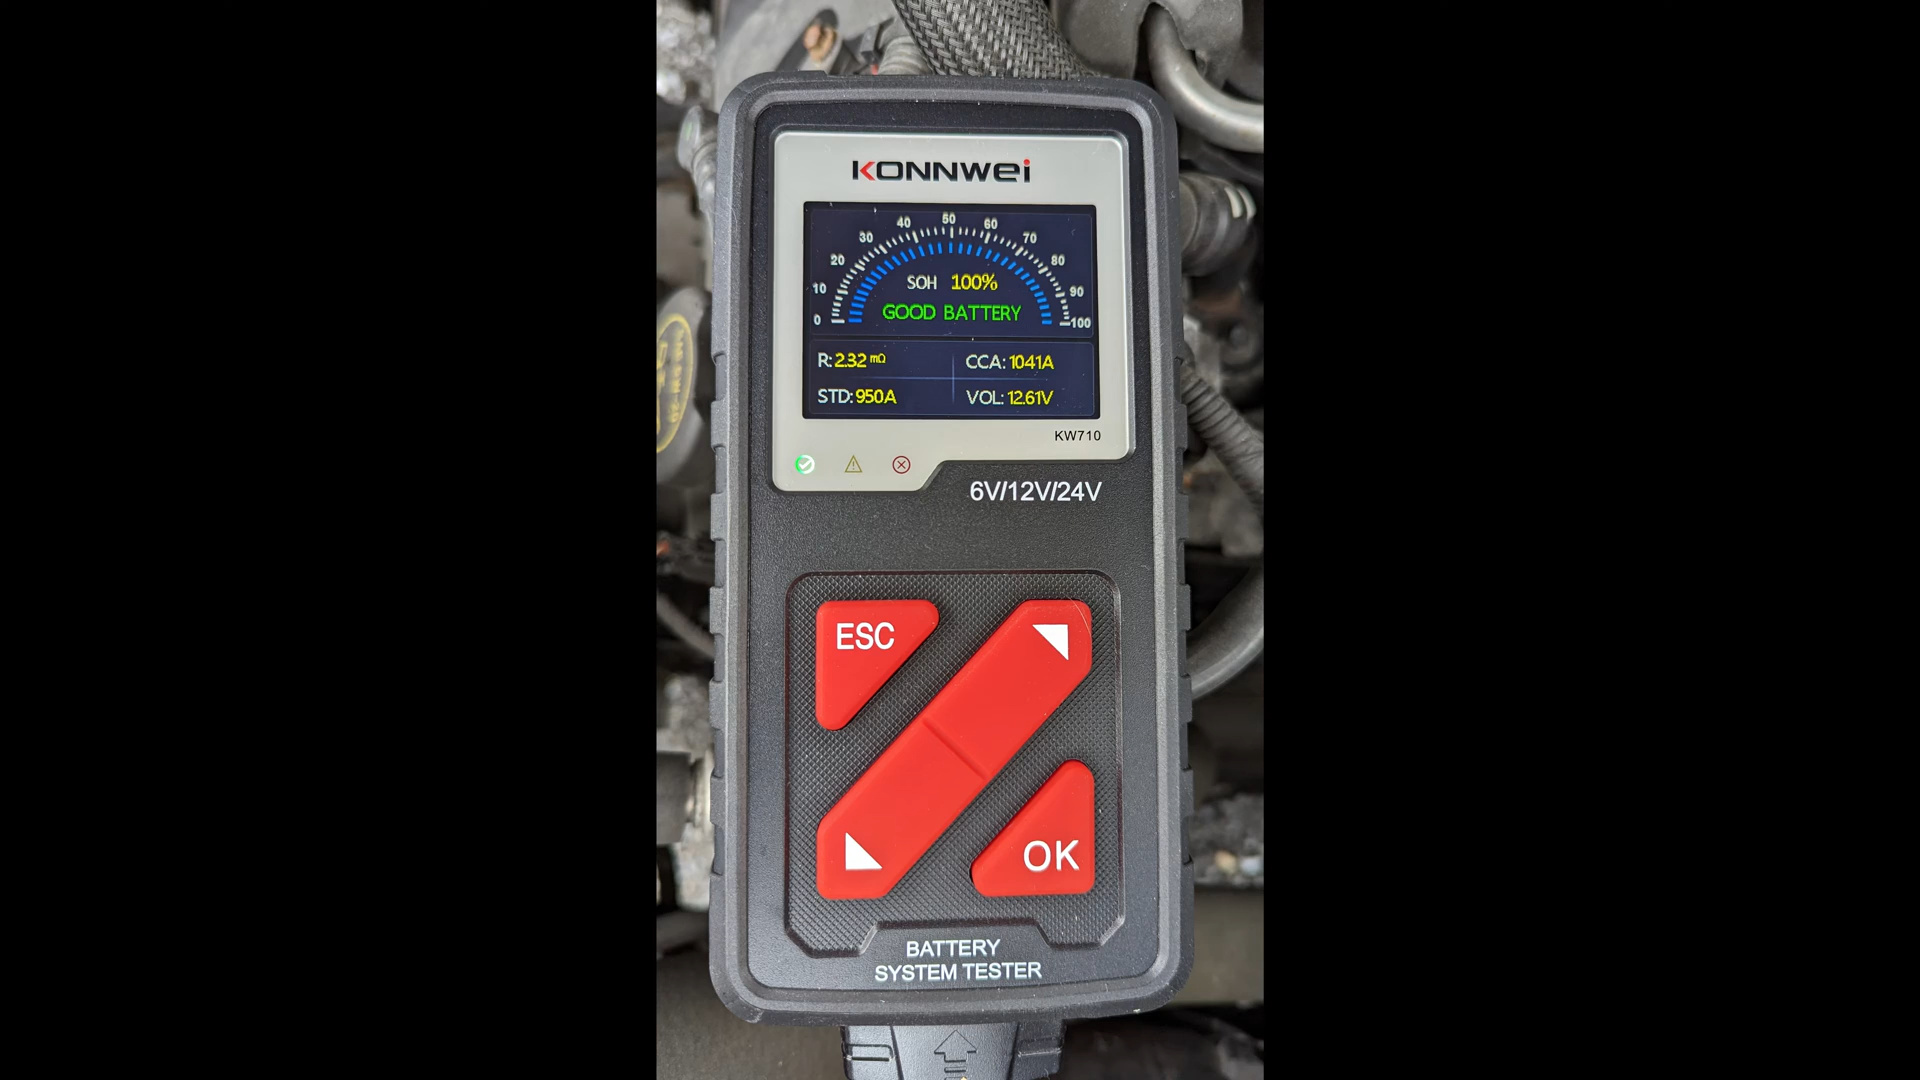 KONNWEi
0 10 20 30 40 50 60 70 80 90 100
SOH 100%
GOOD BATTERY
R: 2.32 mΩ
CCA: 1041A
STD: 950A
VOL: 12.61V
KW710
6V/12V/24V
ESC
OK
BATTERY
SYSTEM TESTER